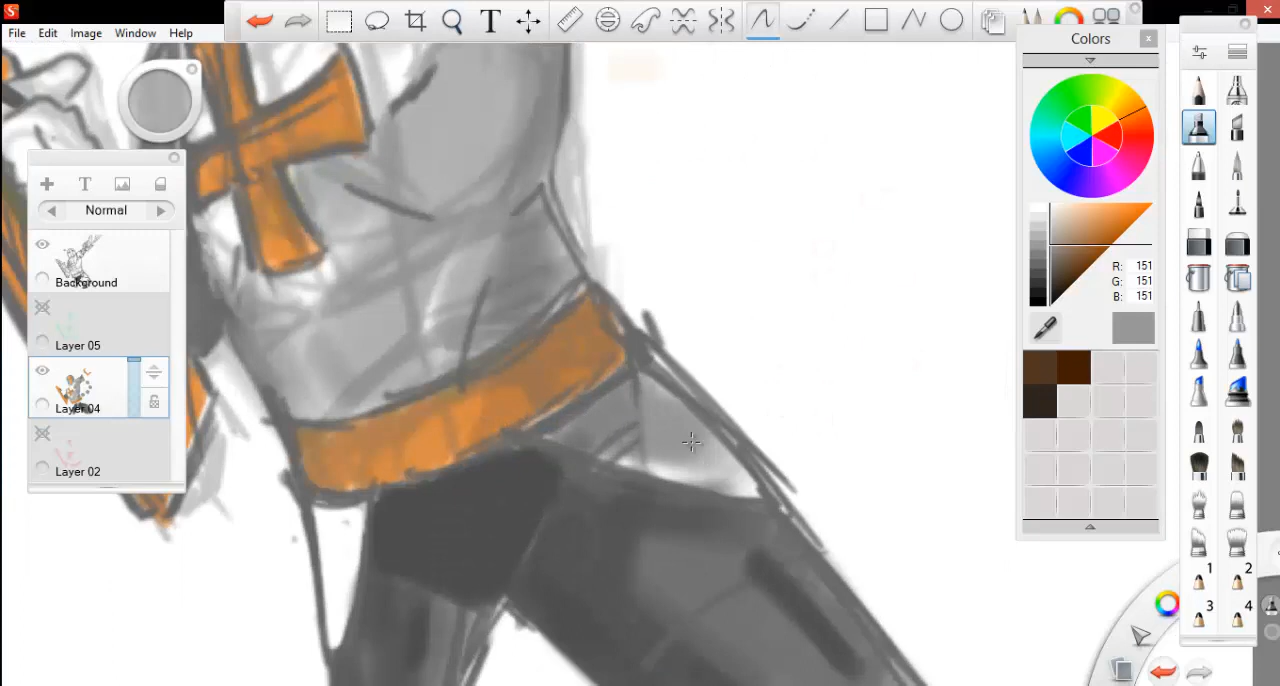 File Edit Image Window Help
T
Colors
T
Normal
Background
Layer 05
Layer 04
Layer 02
R: 151
G: 151
B: 151
1 2
3 4